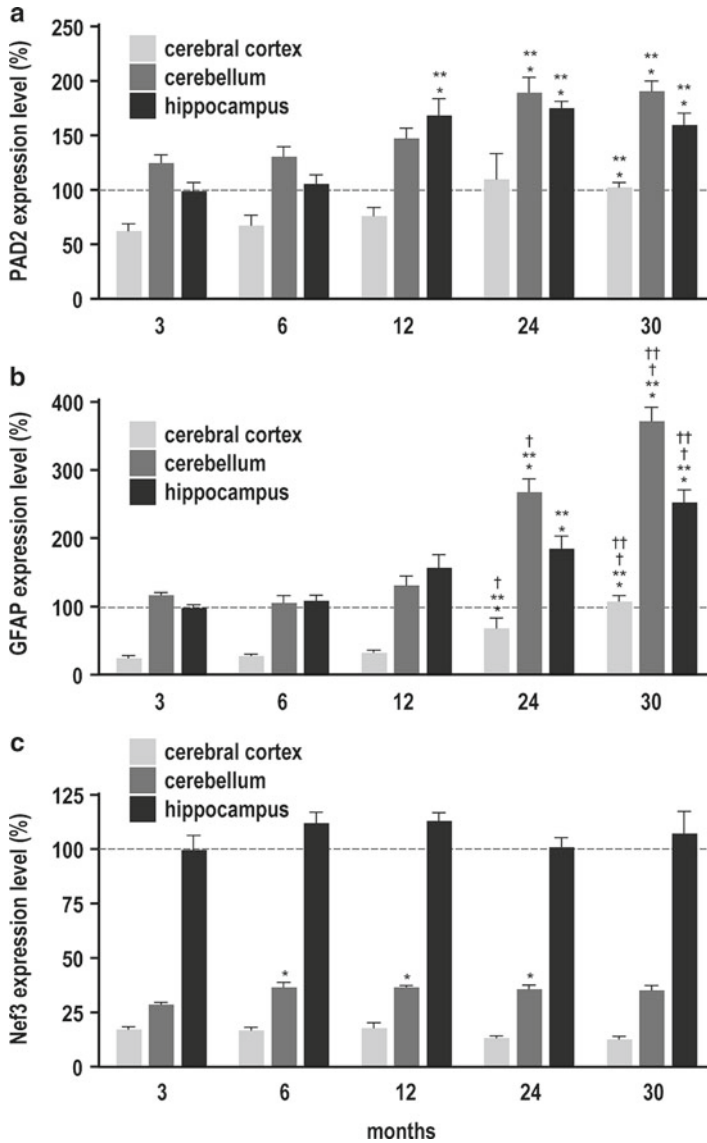 a
PAD2 expression level (%)
250
200
150
100
50
0
cerebral cortex
cerebellum
hippocampus
**
*
**
*
**
*
**
*
**
*
**
*
3 6 12 24 30
b
GFAP expression level (%)
400
300
200
100
0
cerebral cortex
cerebellum
hippocampus
†
**
*
†
**
*
**
*
††
†
**
*
††
†
**
*
††
†
**
*
3 6 12 24 30
c
Nef3 expression level (%)
125
100
75
50
25
0
cerebral cortex
cerebellum
hippocampus
*
*
*
3 6 12 24 30
months